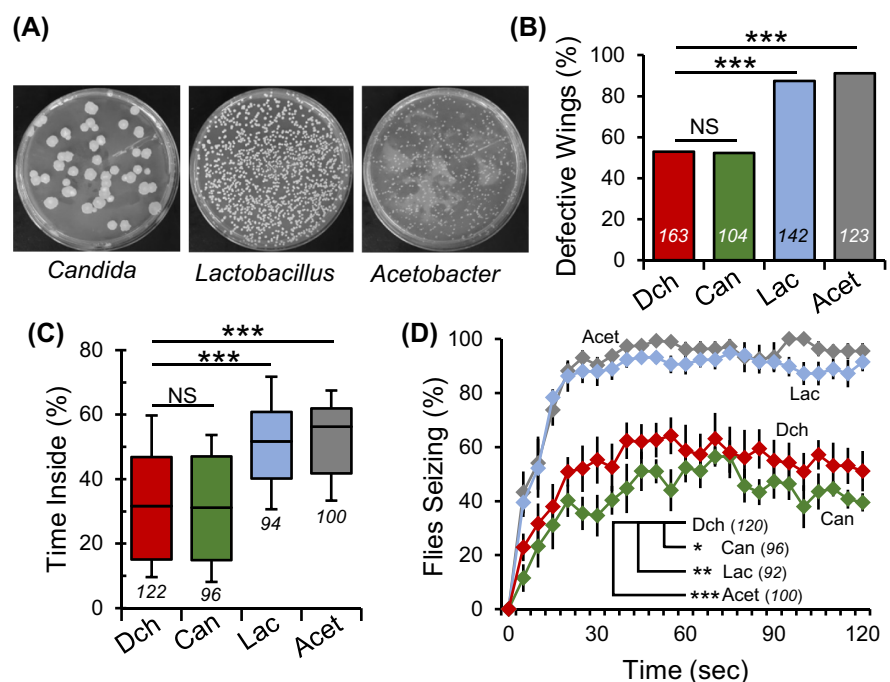 (A)
Candida
Lactobacillus
Acetobacter
(B)
Defective Wings (%)
100
80
60
40
20
0
***
***
NS
163
104
142
123
Dch
Can
Lac
Acet
(C)
Time Inside (%)
80
60
40
20
0
***
***
NS
122
96
94
100
Dch
Can
Lac
Acet
(D)
Flies Seizing (%)
100
80
60
40
20
0
Acet
Lac
Dch
Can
Dch (120)
* Can (96)
** Lac (92)
*** Acet (100)
0
30
60
90
120
Time (sec)